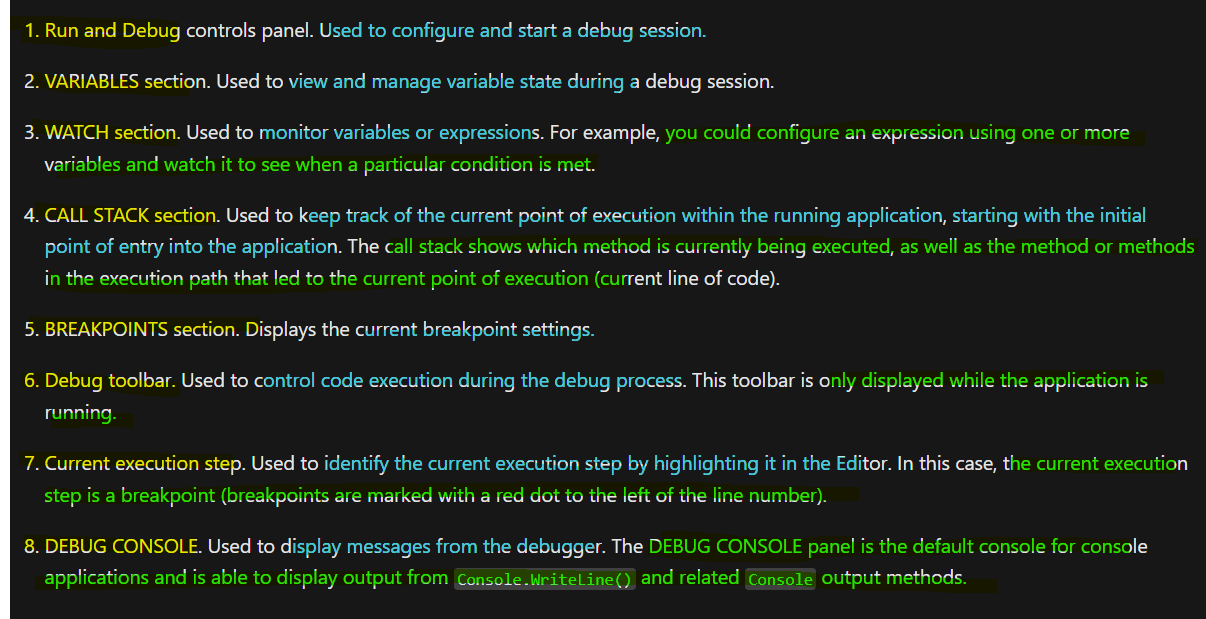 1. Run and Debug controls panel. Used to configure and start a debug session.
2. VARIABLES section. Used to view and manage variable state during a debug session.
3. WATCH section. Used to monitor variables or expressions. For example, you could configure an expression using one or more
variables and watch it to see when a particular condition is met.
4. CALL STACK section. Used to keep track of the current point of execution within the running application, starting with the initial
point of entry into the application. The call stack shows which method is currently being executed, as well as the method or methods
in the execution path that led to the current point of execution (current line of code).
5. BREAKPOINTS section. Displays the current breakpoint settings.
6. Debug toolbar. Used to control code execution during the debug process. This toolbar is only displayed while the application is
running.
7. Current execution step. Used to identify the current execution step by highlighting it in the Editor. In this case, the current execution
step is a breakpoint (breakpoints are marked with a red dot to the left of the line number).
8. DEBUG CONSOLE. Used to display messages from the debugger. The DEBUG CONSOLE panel is the default console for console
applications and is able to display output from Console.WriteLine() and related Console output methods.